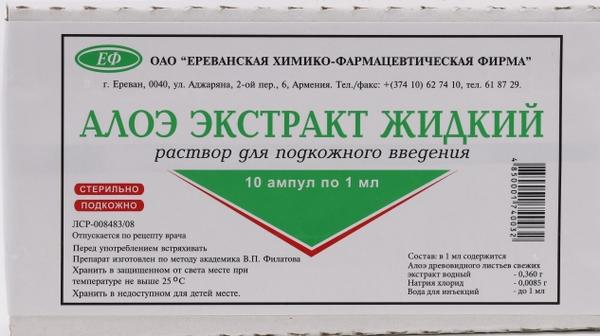 ЕФ ОАО "ЕРЕВАНСКАЯ ХИМИКО-ФАРМАЦЕВТИЧЕСКАЯ ФИРМА"
г. Ереван, 0040, ул. Аджаряна, 2-ой пер., 6, Армения. Тел./факс: +(374 10) 62 74 10, тел. 61 87 29.
АЛОЭ ЭКСТРАКТ ЖИДКИЙ
раствор для подкожного введения
10 ампул по 1 мл
СТЕРИЛЬНО
ПОДКОЖНО
ЛСР-008483/08
Отпускается по рецепту врача
Перед употреблением встряхивать
Препарат изготовлен по методу академика В.П. Филатова
Хранить в защищенном от света месте при
температуре не выше 25°С
Хранить в недоступном для детей месте.
4850001740032
Состав: в 1 мл содержится
Алоэ древовидного листьев свежих
экстракт водный - 0,360 г
Натрия хлорид - 0,0085 г
Вода для инъекций - до 1 мл